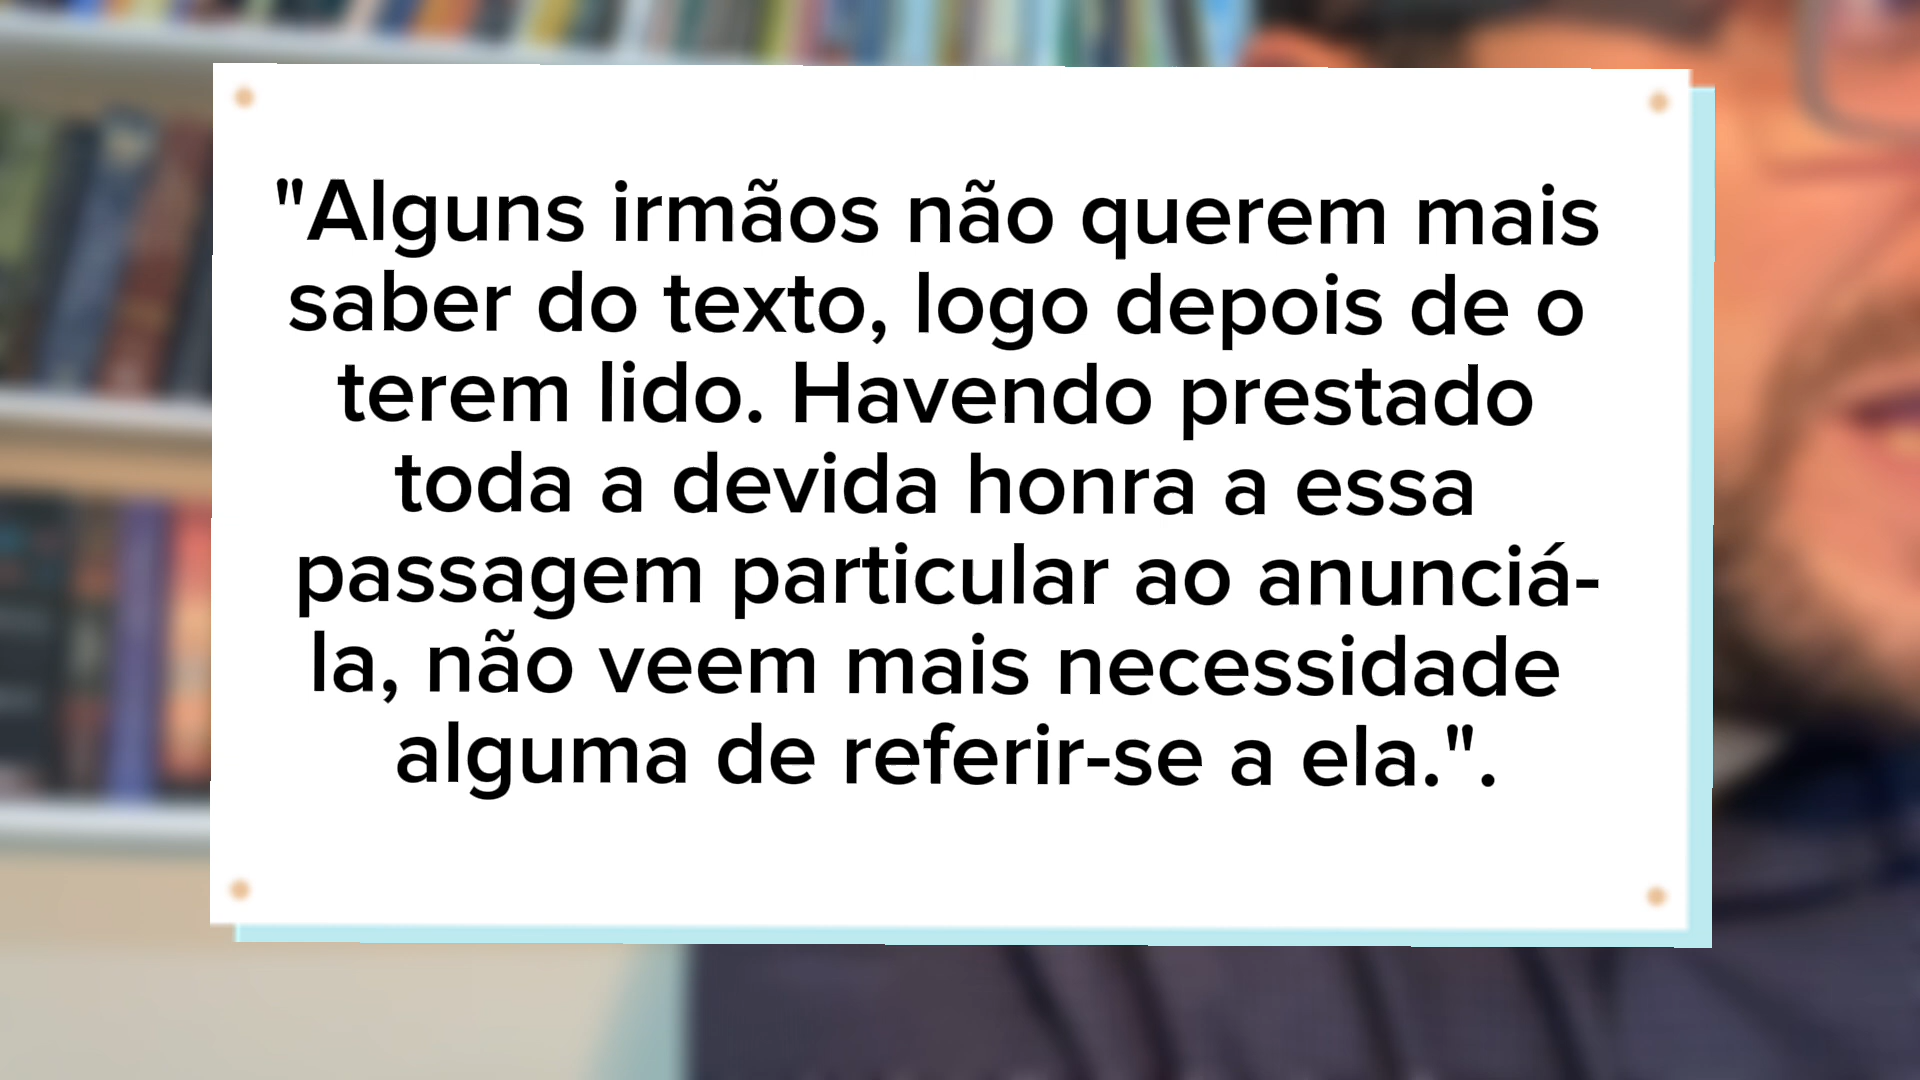 "Alguns irmãos não querem mais
saber do texto, logo depois de o
terem lido. Havendo prestado
toda a devida honra a essa
passagem particular ao anunciá-
la, não veem mais necessidade
alguma de referir-se a ela.".